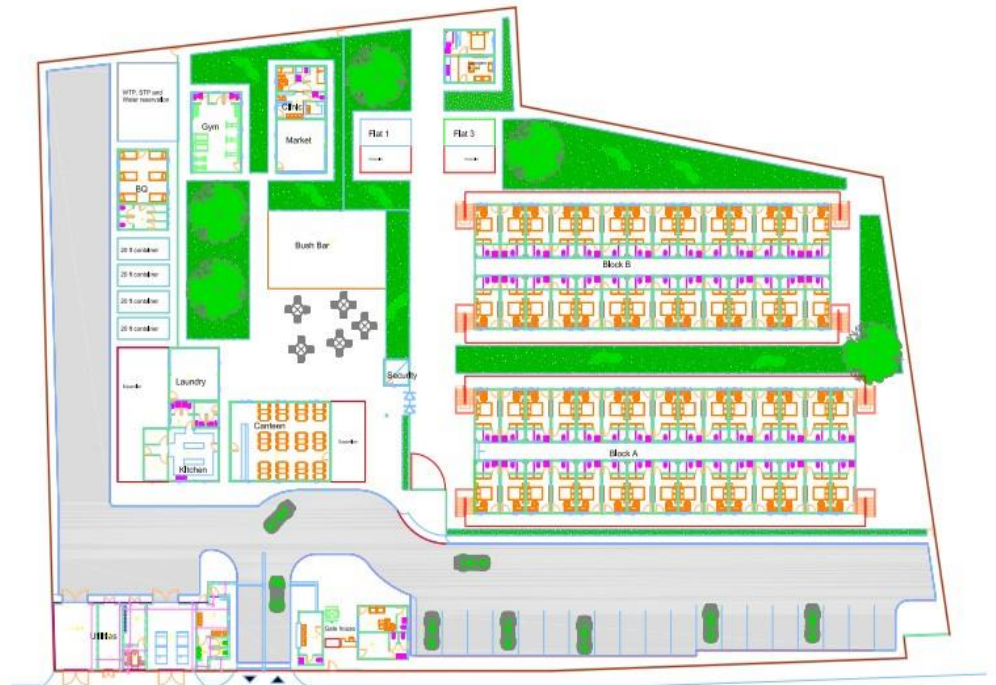 WTP, STP and
Water reservation
Gym
Clinic
Market
Flat 1
Flat 3
BQ
20 ft container
20 ft container
20 ft container
20 ft container
Bush Bar
Block B
Security
Laundry
Canteen
Kitchen
Block A
Utilities
Gate house